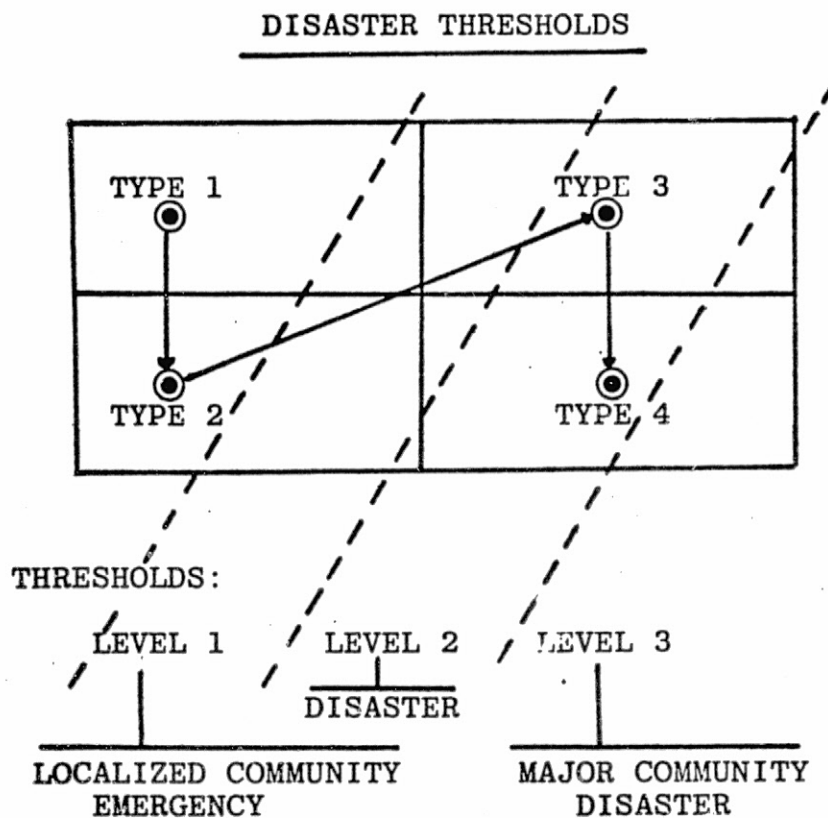 DISASTER THRESHOLDS
TYPE 1
TYPE 3
TYPE 2
TYPE 4
THRESHOLDS:
LEVEL 1
LEVEL 2
LEVEL 3
DISASTER
LOCALIZED COMMUNITY
EMERGENCY
MAJOR COMMUNITY
DISASTER